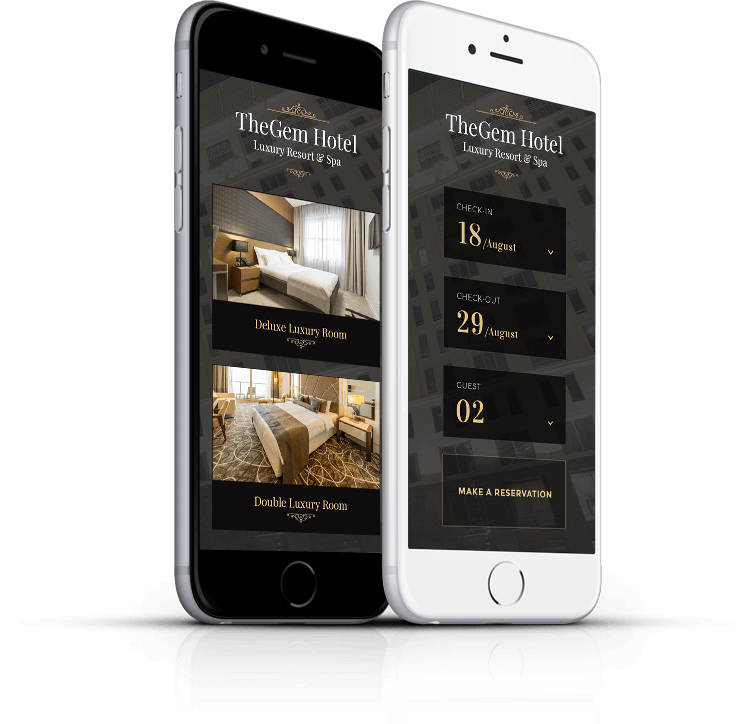 TheGem Hotel
Luxury Resort & Spa
Deluxe Luxury Room
Double Luxury Room
TheGem Hotel
Luxury Resort & Spa
CHECK-IN
18/August
CHECK-OUT
29/August
GUEST
02
MAKE A RESERVATION